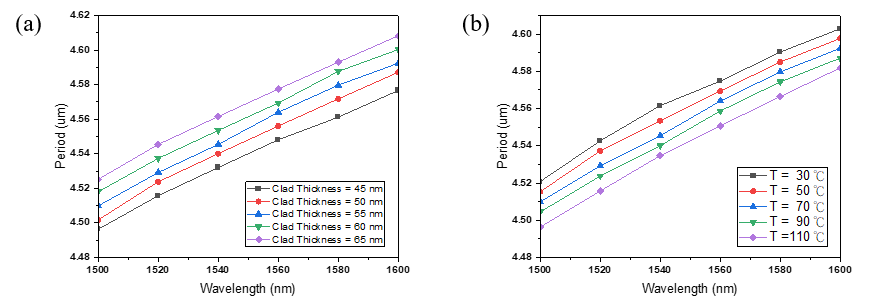 (a)
4.62
4.60
4.58
4.56
4.54
4.52
4.50
4.48
Period (um)
1500 1520 1540 1560 1580 1600
Wavelength (nm)
Clad Thickness = 45 nm
Clad Thickness = 50 nm
Clad Thickness = 55 nm
Clad Thickness = 60 nm
Clad Thickness = 65 nm
(b)
4.60
4.58
4.56
4.54
4.52
4.50
4.48
Period (um)
1500 1520 1540 1560 1580 1600
Wavelength (nm)
T = 30 ℃
T = 50 ℃
T = 70 ℃
T = 90 ℃
T =110 ℃